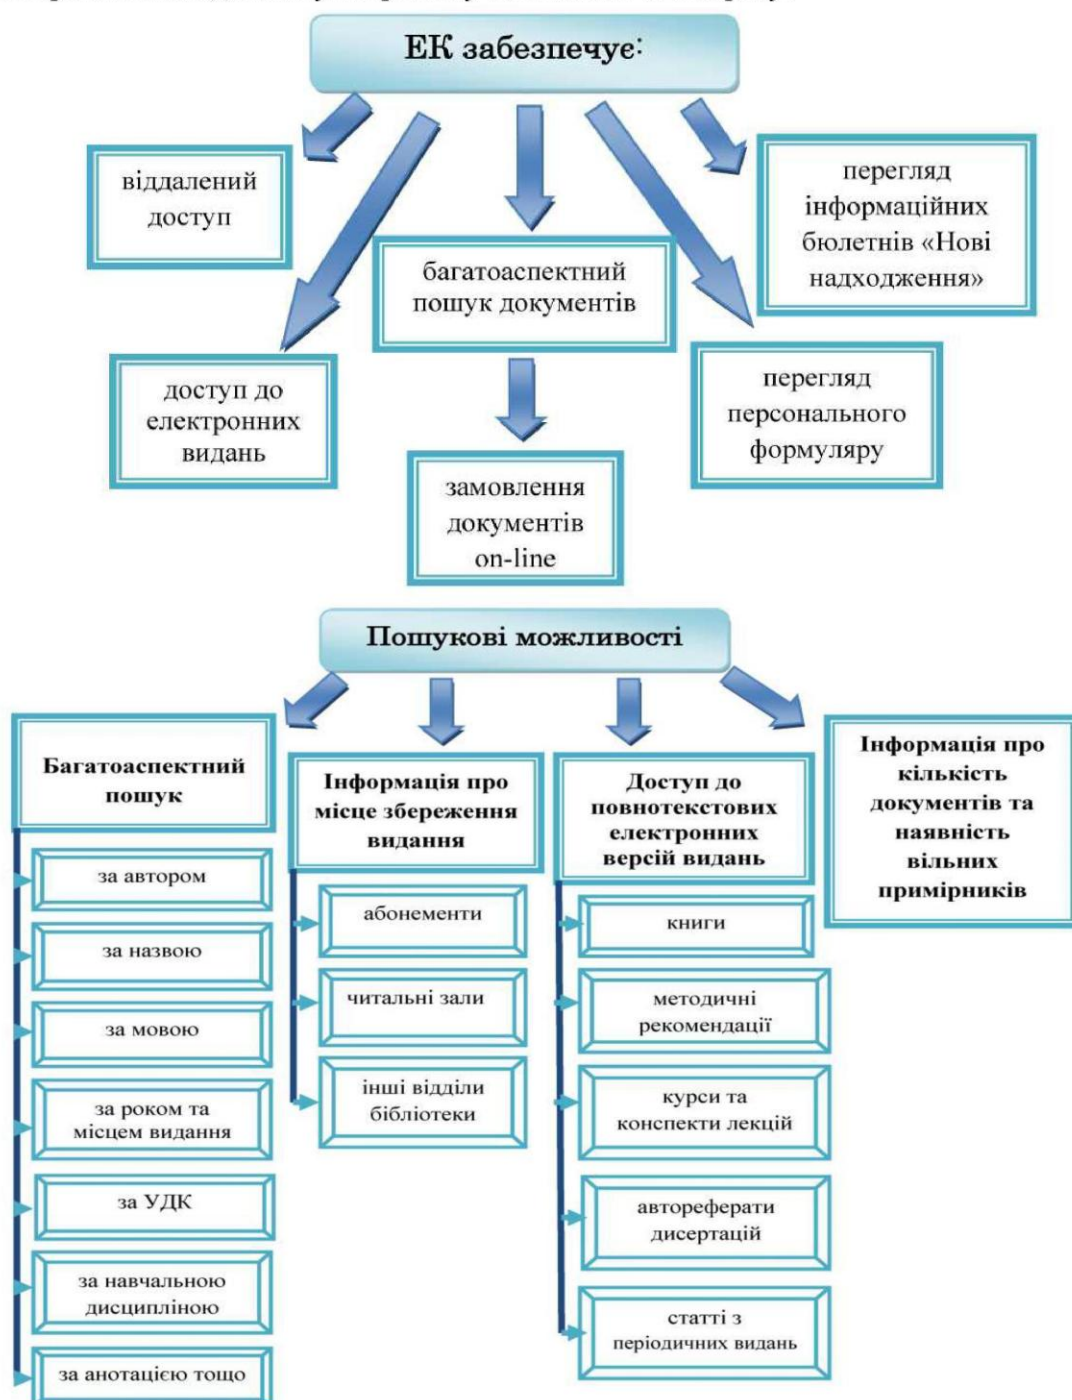 ЕК забезпечує:
віддалений
доступ
перегляд
інформаційних
бюлетнів «Нові
надходження»
багатоаспектний
пошук документів
доступ до
електронних
видань
перегляд
персонального
формуляру
замовлення
документів
on-line
Пошукові можливості
Багатоаспектний
пошук
за автором
за назвою
за мовою
за роком та
місцем видання
за УДК
за навчальною
дисципліною
за анотацією тощо
Інформація про
місце збереження
видання
абонементи
читальні зали
інші відділи
бібліотеки
Доступ до
повнотекстових
електронних
версій видань
книги
методичні
рекомендації
курси та
конспекти лекцій
автореферати
дисертацій
статті з
періодичних видань
Інформація про
кількість
документів та
наявність
вільних
примірників